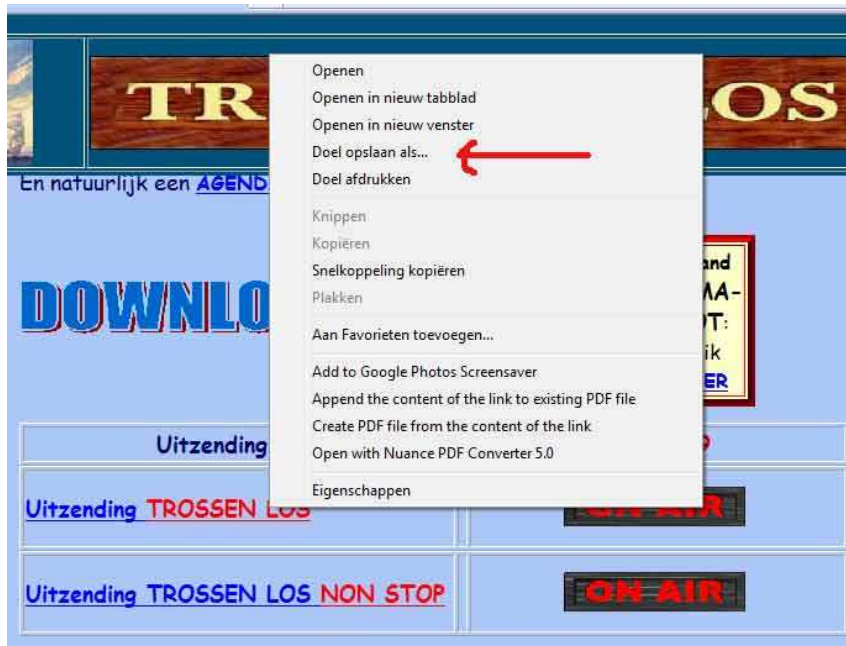 TR
OS
En natuurlijk een AGEND
Openen
Openen in nieuw tabblad
Openen in nieuw venster
Doel opslaan als...
Doel afdrukken
Knippen
Kopiëren
Snelkoppeling kopiëren
Plakken
Aan Favorieten toevoegen...
Add to Google Photos Screensaver
Append the content of the link to existing PDF file
Create PDF file from the content of the link
Open with Nuance PDF Converter 5.0
Eigenschappen
DOWNLO
and
MA-
OT:
ik
ER
Uitzending
Uitzending TROSSEN LOS
ON AIR
Uitzending TROSSEN LOS NON STOP
ON AIR